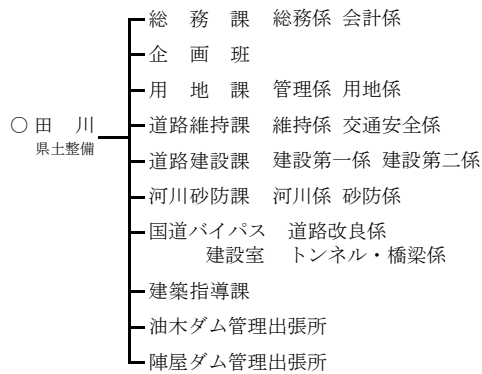 総務課 総務係 会計係
企画班
用地課 管理係 用地係
○田川
県土整備
道路維持課 維持係 交通安全係
道路建設課 建設第一係 建設第二係
河川砂防課 河川係 砂防係
国道バイパス 道路改良係
建設室 トンネル・橋梁係
建築指導課
油木ダム管理出張所
陣屋ダム管理出張所